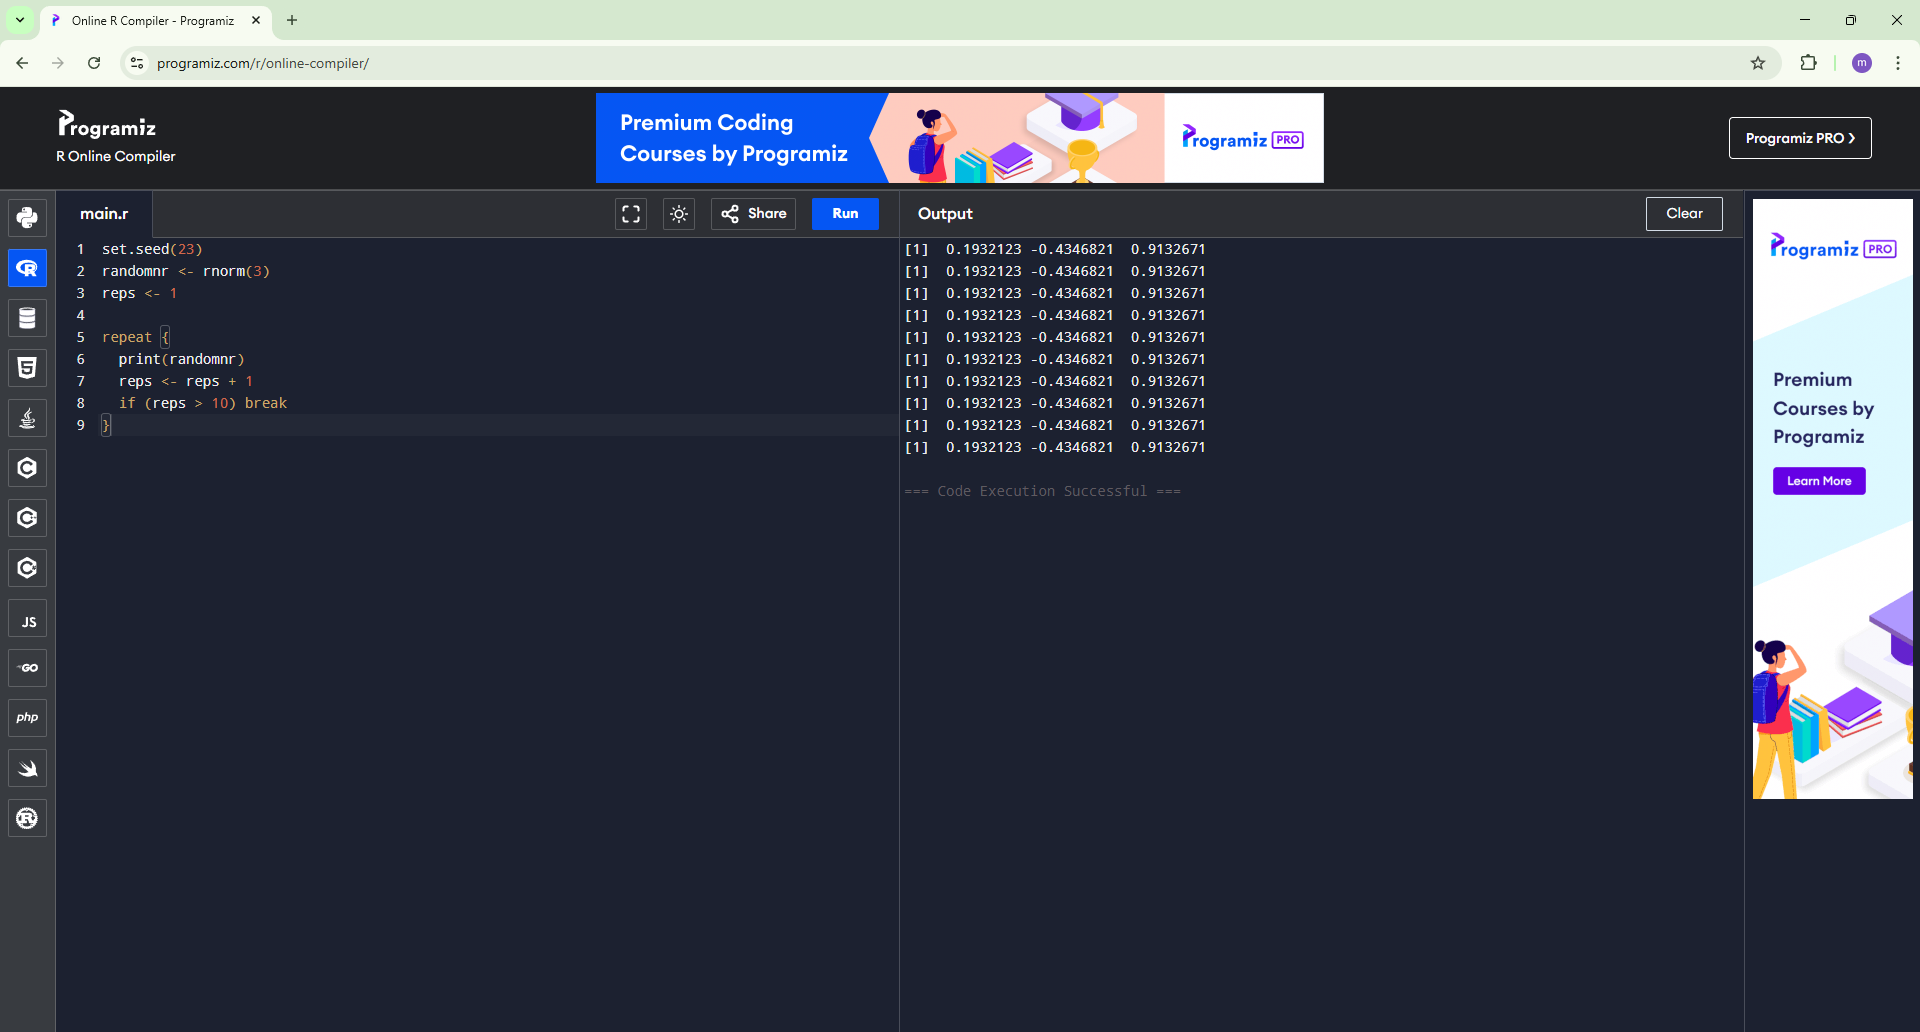 Online R Compiler - Programiz
programiz.com/r/online-compiler/
m
Programiz
R Online Compiler
Premium Coding
Courses by Programiz
Programiz PRO
Programiz PRO ❯
main.r
Share
Run
Output
Clear
1 set.seed(23)
2 randomnr <- rnorm(3)
3 reps <- 1
4
5 repeat {
6   print(randomnr)
7   reps <- reps + 1
8   if (reps > 10) break
9 }
[1]  0.1932123 -0.4346821  0.9132671
[1]  0.1932123 -0.4346821  0.9132671
[1]  0.1932123 -0.4346821  0.9132671
[1]  0.1932123 -0.4346821  0.9132671
[1]  0.1932123 -0.4346821  0.9132671
[1]  0.1932123 -0.4346821  0.9132671
[1]  0.1932123 -0.4346821  0.9132671
[1]  0.1932123 -0.4346821  0.9132671
[1]  0.1932123 -0.4346821  0.9132671
[1]  0.1932123 -0.4346821  0.9132671
=== Code Execution Successful ===
R
5
C
C
C
JS
GO
php
R
Programiz PRO
Premium
Courses by
Programiz
Learn More